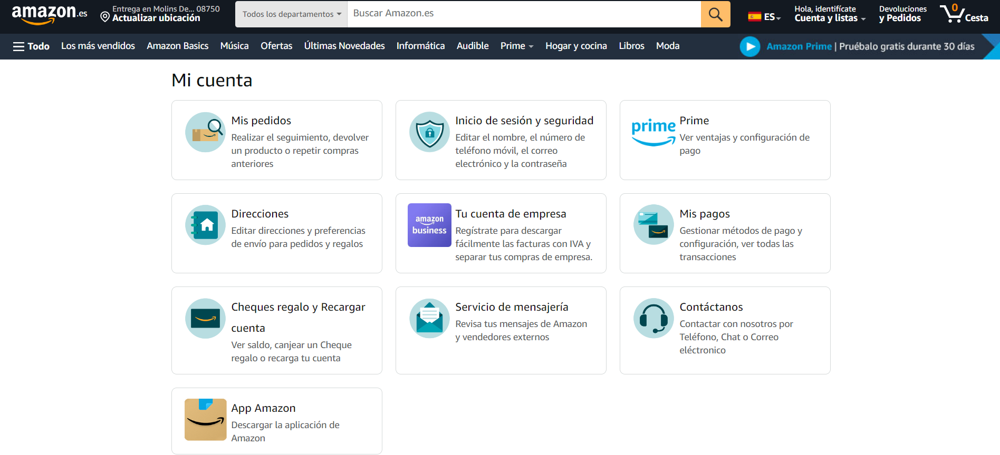 amazon.es
Entrega en Molins De... 08750
Actualizar ubicación
Todos los departamentos
Buscar Amazon.es
ES
Hola, identifícate
Cuenta y listas
Devoluciones
y Pedidos
0
Cesta
Todo
Los más vendidos
Amazon Basics
Música
Ofertas
Últimas Novedades
Informática
Audible
Prime
Hogar y cocina
Libros
Moda
Amazon Prime | Pruébalo gratis durante 30 días
Mi cuenta
Mis pedidos
Realizar el seguimiento, devolver
un producto o repetir compras
anteriores
Inicio de sesión y seguridad
Editar el nombre, el número de
teléfono móvil, el correo
electrónico y la contraseña
prime
Prime
Ver ventajas y configuración de
pago
Direcciones
Editar direcciones y preferencias
de envío para pedidos y regalos
amazon
business
Tu cuenta de empresa
Regístrate para descargar
fácilmente las facturas con IVA y
separar tus compras de empresa.
Mis pagos
Gestionar métodos de pago y
configuración, ver todas las
transacciones
Cheques regalo y Recargar
cuenta
Ver saldo, canjear un Cheque
regalo o recarga tu cuenta
Servicio de mensajería
Revisa tus mensajes de Amazon
y vendedores externos
Contáctanos
Contactar con nosotros por
Teléfono, Chat o Correo
eléctronico
App Amazon
Descargar la aplicación de
Amazon